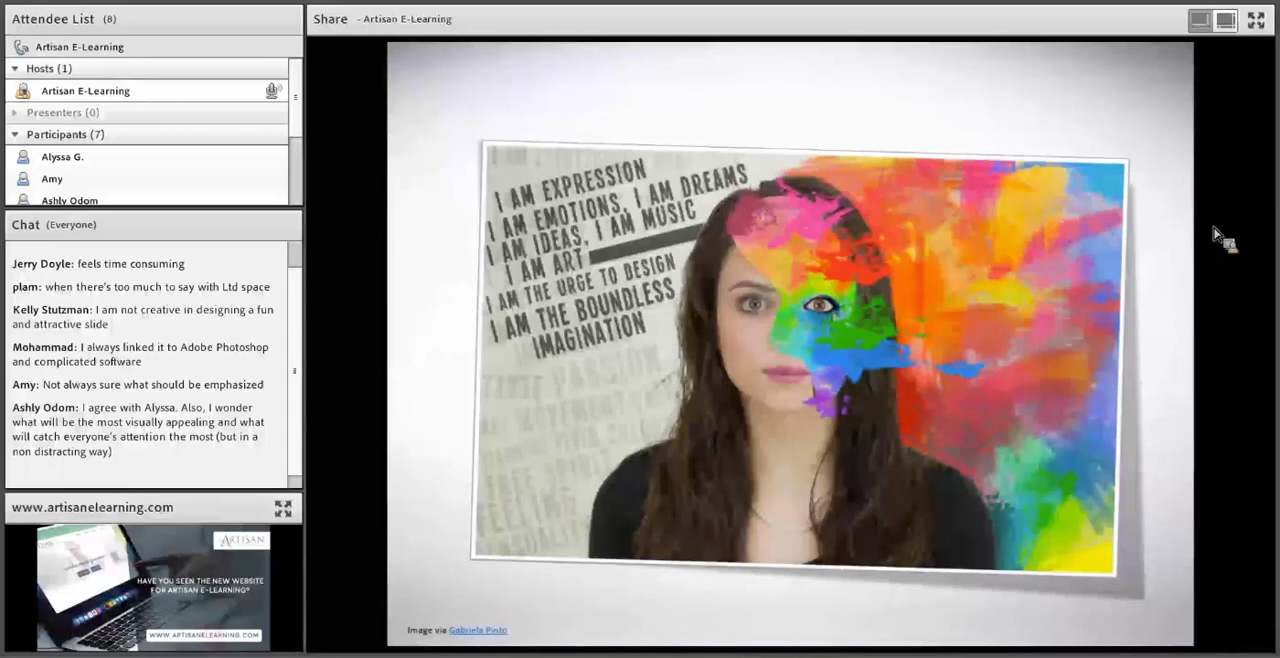 Attendee List (8)
Artisan E-Learning
Hosts (1)
Artisan E-Learning
Presenters (0)
Participants (7)
Alyssa G.
Amy
Ashly Odom
Chat (Everyone)
Jerry Doyle: feels time consuming
plam: when there's too much to say with Ltd space
Kelly Stutzman: I am not creative in designing a fun
and attractive slide
Mohammad: I always linked it to Adobe Photoshop
and complicated software
Amy: Not always sure what should be emphasized
Ashly Odom: I agree with Alyssa. Also, I wonder
what will be the most visually appealing and what
will catch everyone's attention the most (but in a
non distracting way)
www.artisanelearning.com
ARTISAN
HAVE YOU SEEN THE NEW WEBSITE
FOR ARTISAN E-LEARNING?
WWW.ARTISANELEARNING.COM
Share - Artisan E-Learning
I AM EXPRESSION
I AM EMOTIONS, I AM DREAMS
I AM IDEAS, I AM MUSIC
I AM ART
I AM THE URGE TO DESIGN
I AM THE BOUNDLESS
IMAGINATION
PASSION
Image via Gabriela Pinto